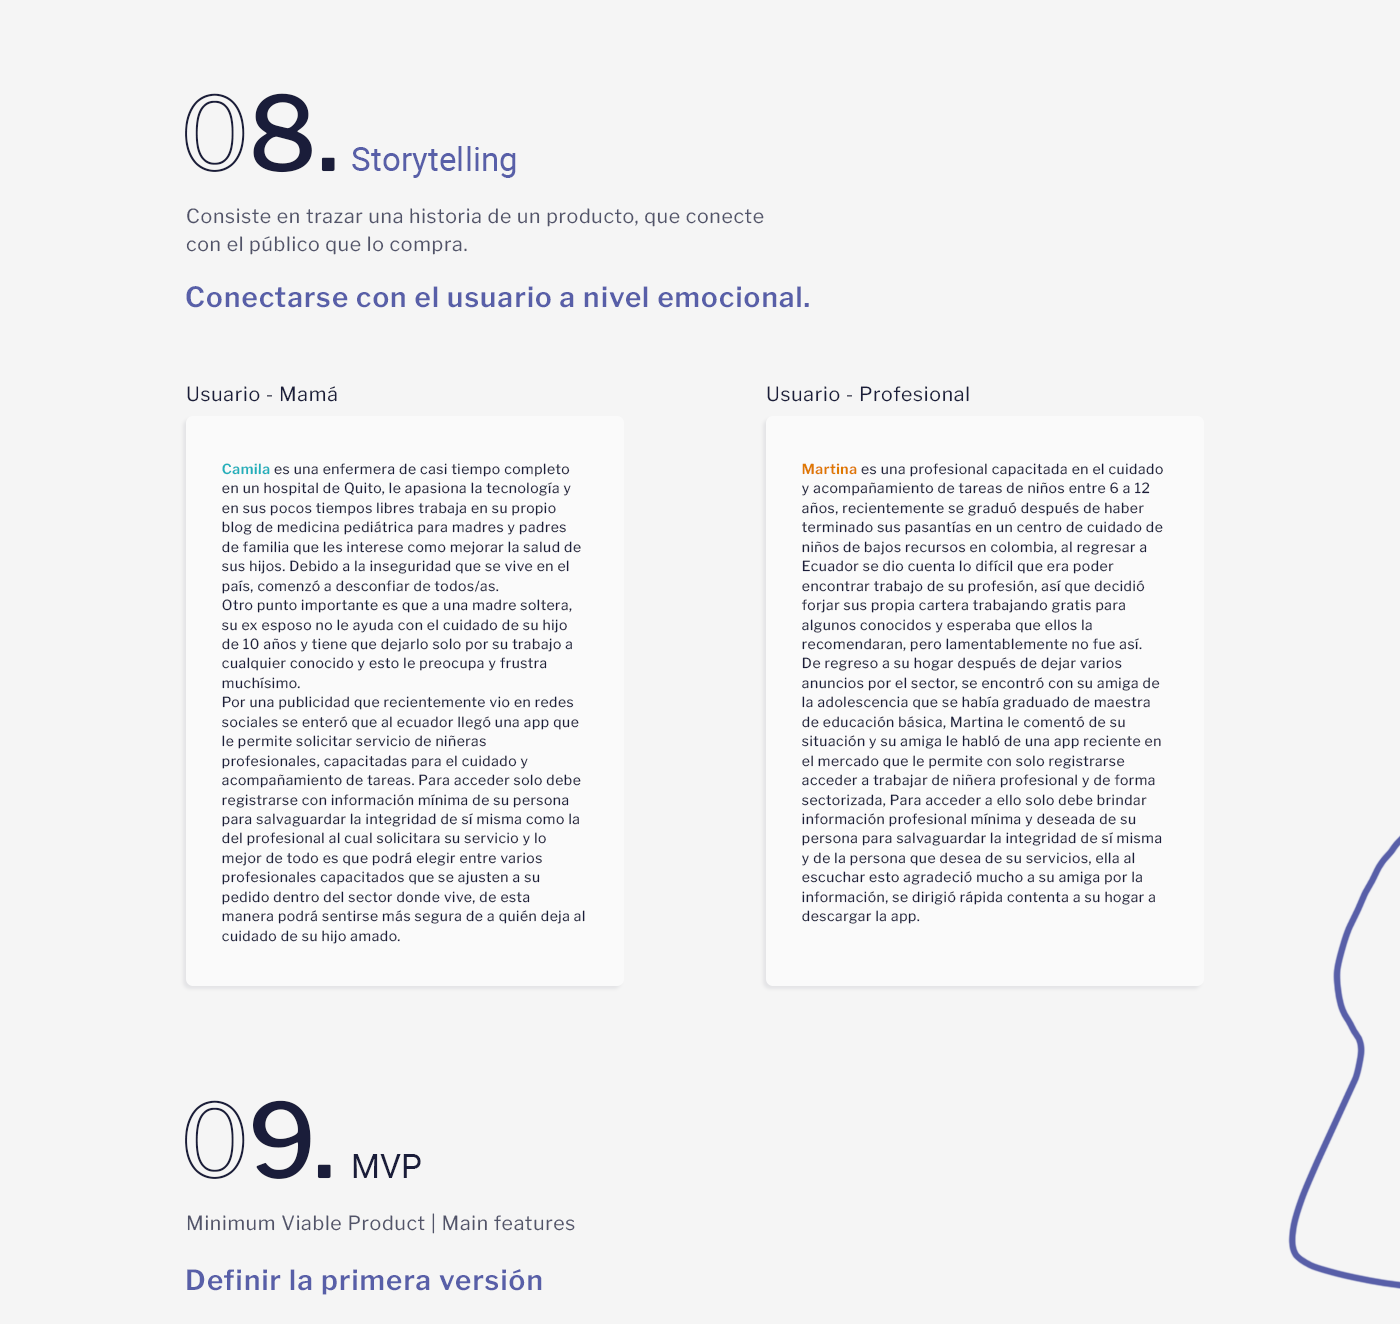 08. Storytelling
Consiste en trazar una historia de un producto, que conecte
con el público que lo compra.
Conectarse con el usuario a nivel emocional.
Usuario - Mamá
Camila es una enfermera de casi tiempo completo
en un hospital de Quito, le apasiona la tecnología y
en sus pocos tiempos libres trabaja en su propio
blog de medicina pediátrica para madres y padres
de familia que les interese como mejorar la salud de
sus hijos. Debido a la inseguridad que se vive en el
país, comenzó a desconfiar de todos/as.
Otro punto importante es que a una madre soltera,
su ex esposo no le ayuda con el cuidado de su hijo
de 10 años y tiene que dejarlo solo por su trabajo a
cualquier conocido y esto le preocupa y frustra
muchísimo.
Por una publicidad que recientemente vio en redes
sociales se enteró que al ecuador llegó una app que
le permite solicitar servicio de niñeras
profesionales, capacitadas para el cuidado y
acompañamiento de tareas. Para acceder solo debe
registrarse con información mínima de su persona
para salvaguardar la integridad de sí misma como la
del profesional al cual solicitara su servicio y lo
mejor de todo es que podrá elegir entre varios
profesionales capacitados que se ajusten a su
pedido dentro del sector donde vive, de esta
manera podrá sentirse más segura de a quién deja al
cuidado de su hijo amado.
Usuario - Profesional
Martina es una profesional capacitada en el cuidado
y acompañamiento de tareas de niños entre 6 a 12
años, recientemente se graduó después de haber
terminado sus pasantías en un centro de cuidado de
niños de bajos recursos en colombia, al regresar a
Ecuador se dio cuenta lo difícil que era poder
encontrar trabajo de su profesión, así que decidió
forjar sus propia cartera trabajando gratis para
algunos conocidos y esperaba que ellos la
recomendaran, pero lamentablemente no fue así.
De regreso a su hogar después de dejar varios
anuncios por el sector, se encontró con su amiga de
la adolescencia que se había graduado de maestra
de educación básica, Martina le comentó de su
situación y su amiga le habló de una app reciente en
el mercado que le permite con solo registrarse
acceder a trabajar de niñera profesional y de forma
sectorizada, Para acceder a ello solo debe brindar
información profesional mínima y deseada de su
persona para salvaguardar la integridad de sí misma
y de la persona que desea de su servicios, ella al
escuchar esto agradeció mucho a su amiga por la
información, se dirigió rápida contenta a su hogar a
descargar la app.
09. MVP
Minimum Viable Product | Main features
Definir la primera versión